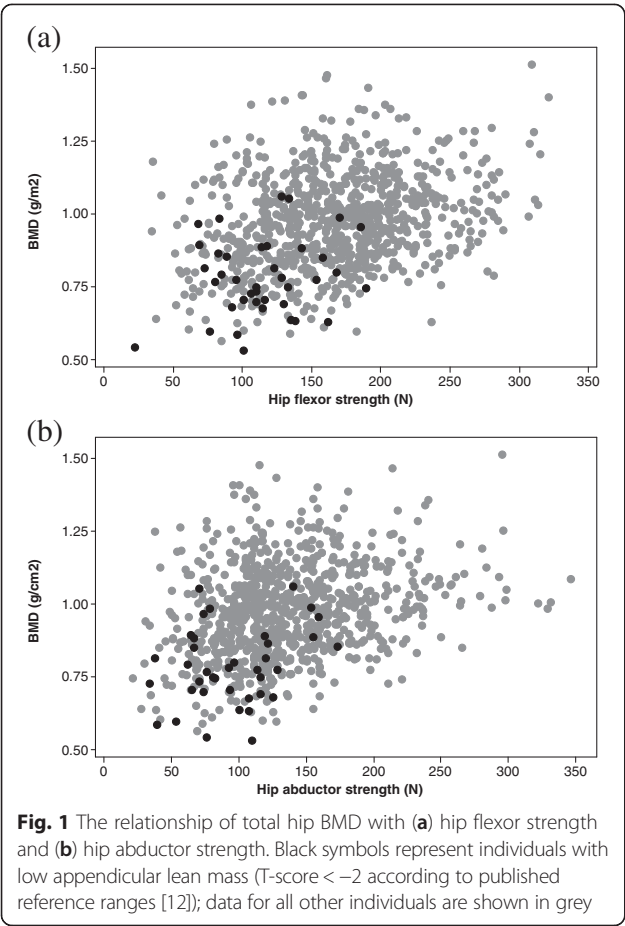 (a)
1.50
1.25
1.00
0.75
0.50
BMD (g/m2)
0 50 100 150 200 250 300 350
Hip flexor strength (N)
(b)
1.50
1.25
1.00
0.75
0.50
BMD (g/cm2)
0 50 100 150 200 250 300 350
Hip abductor strength (N)
Fig. 1 The relationship of total hip BMD with (a) hip flexor strength
and (b) hip abductor strength. Black symbols represent individuals with
low appendicular lean mass (T-score < −2 according to published
reference ranges [12]); data for all other individuals are shown in grey